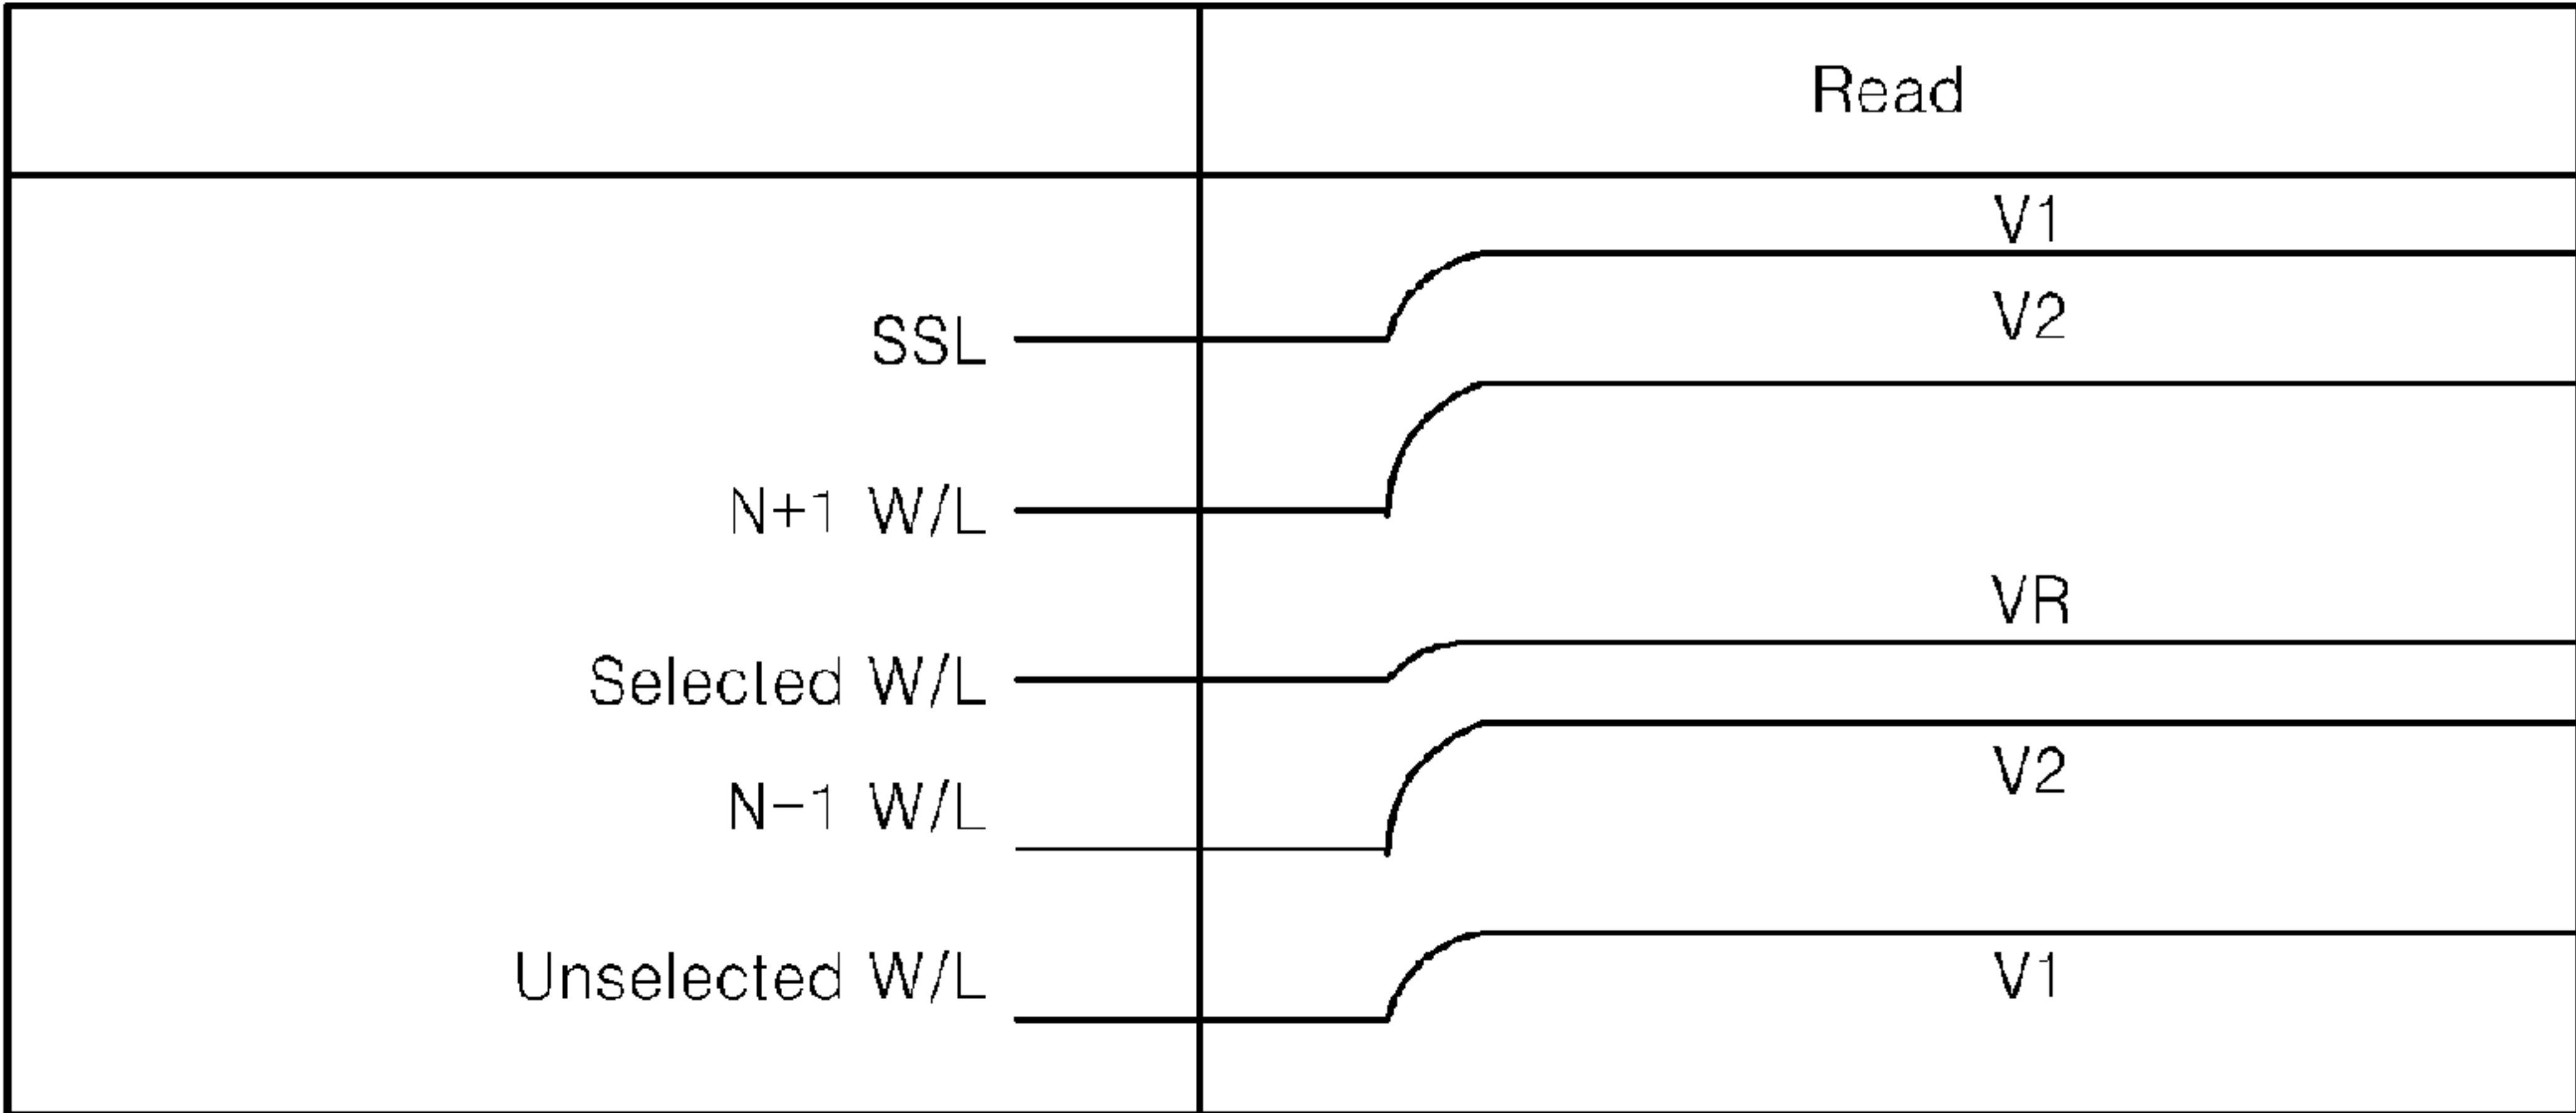 Read
V1
SSL
V2
N+1 W/L
VR
Selected W/L
V2
N-1 W/L
Unselected W/L
V1